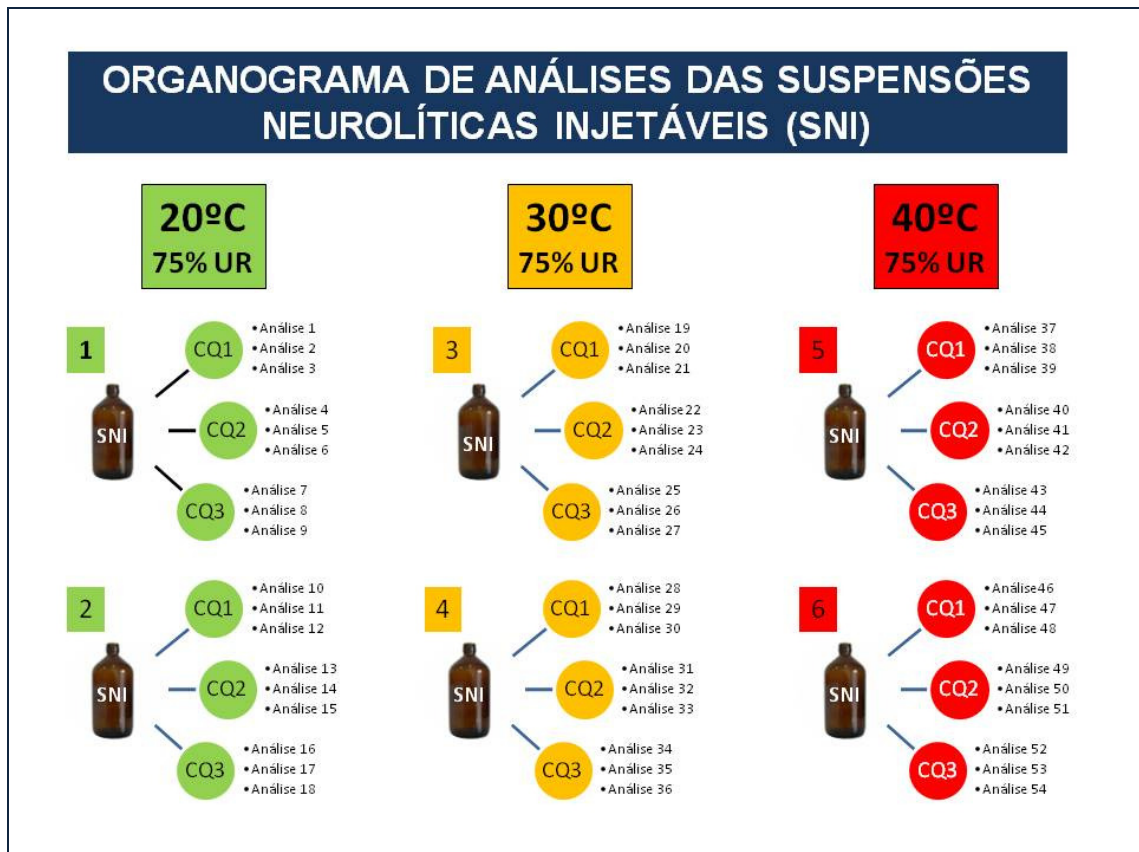 ORGANOGRAMA DE ANÁLISES DAS SUSPENSÕES
NEUROLÍTICAS INJETÁVEIS (SNI)
20ºC
75% UR
30ºC
75% UR
40ºC
75% UR
1
SNI
CQ1
•Análise 1
•Análise 2
•Análise 3
CQ2
•Análise 4
•Análise 5
•Análise 6
CQ3
•Análise 7
•Análise 8
•Análise 9
2
SNI
CQ1
•Análise 10
•Análise 11
•Análise 12
CQ2
•Análise 13
•Análise 14
•Análise 15
CQ3
•Análise 16
•Análise 17
•Análise 18
3
SNI
CQ1
•Análise 19
•Análise 20
•Análise 21
CQ2
•Análise22
•Análise 23
•Análise 24
CQ3
•Análise 25
•Análise 26
•Análise 27
4
SNI
CQ1
•Análise 28
•Análise 29
•Análise 30
CQ2
•Análise 31
•Análise 32
•Análise 33
CQ3
•Análise 34
•Análise 35
•Análise 36
5
SNI
CQ1
•Análise 37
•Análise 38
•Análise 39
CQ2
•Análise 40
•Análise 41
•Análise 42
CQ3
•Análise 43
•Análise 44
•Análise 45
6
SNI
CQ1
•Análise46
•Análise 47
•Análise 48
CQ2
•Análise 49
•Análise 50
•Análise 51
CQ3
•Análise 52
•Análise 53
•Análise 54